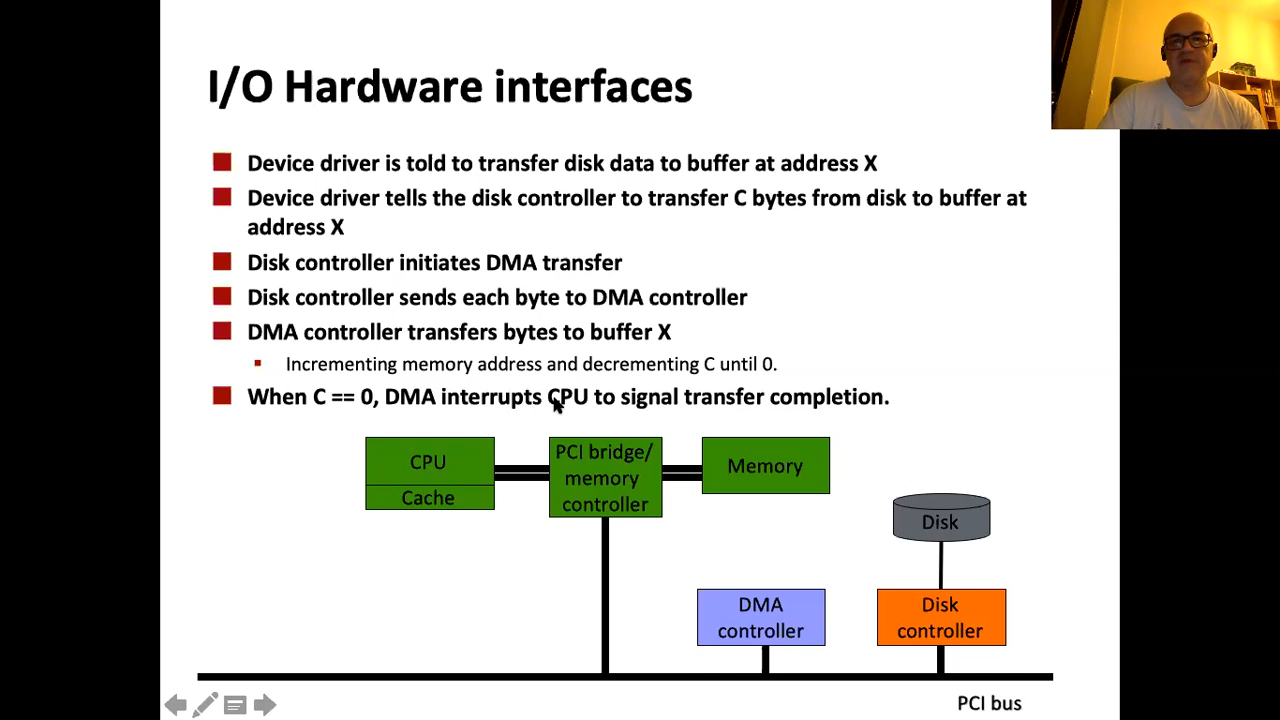 I/O Hardware interfaces
Device driver is told to transfer disk data to buffer at address X
Device driver tells the disk controller to transfer C bytes from disk to buffer at
address X
Disk controller initiates DMA transfer
Disk controller sends each byte to DMA controller
DMA controller transfers bytes to buffer X
Incrementing memory address and decrementing C until 0.
When C == 0, DMA interrupts CPU to signal transfer completion.
CPU
Cache
PCI bridge/
memory
controller
Memory
Disk
DMA
controller
Disk
controller
PCI bus